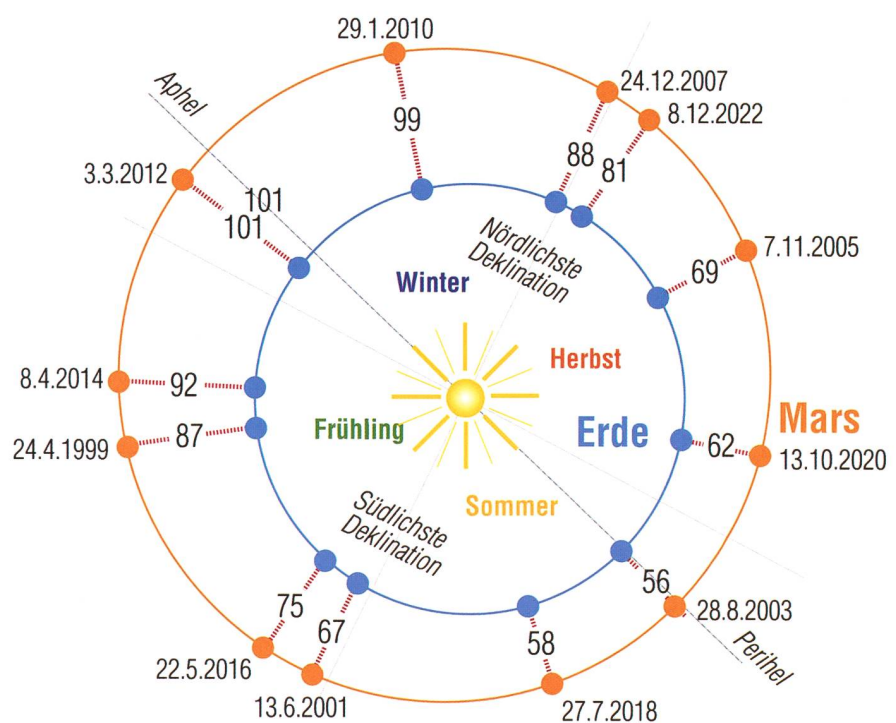 29.1.2010
24.12.2007
8.12.2022
Aphel
99
88
81
3.3.2012
101
101
Nördlichste
Deklination
7.11.2005
69
Winter
Herbst
8.4.2014
92
Mars
24.4.1999
87
Frühling
Erde
62
13.10.2020
Sommer
Südlichste
Deklination
56
28.8.2003
75
67
58
Perihel
22.5.2016
13.6.2001
27.7.2018